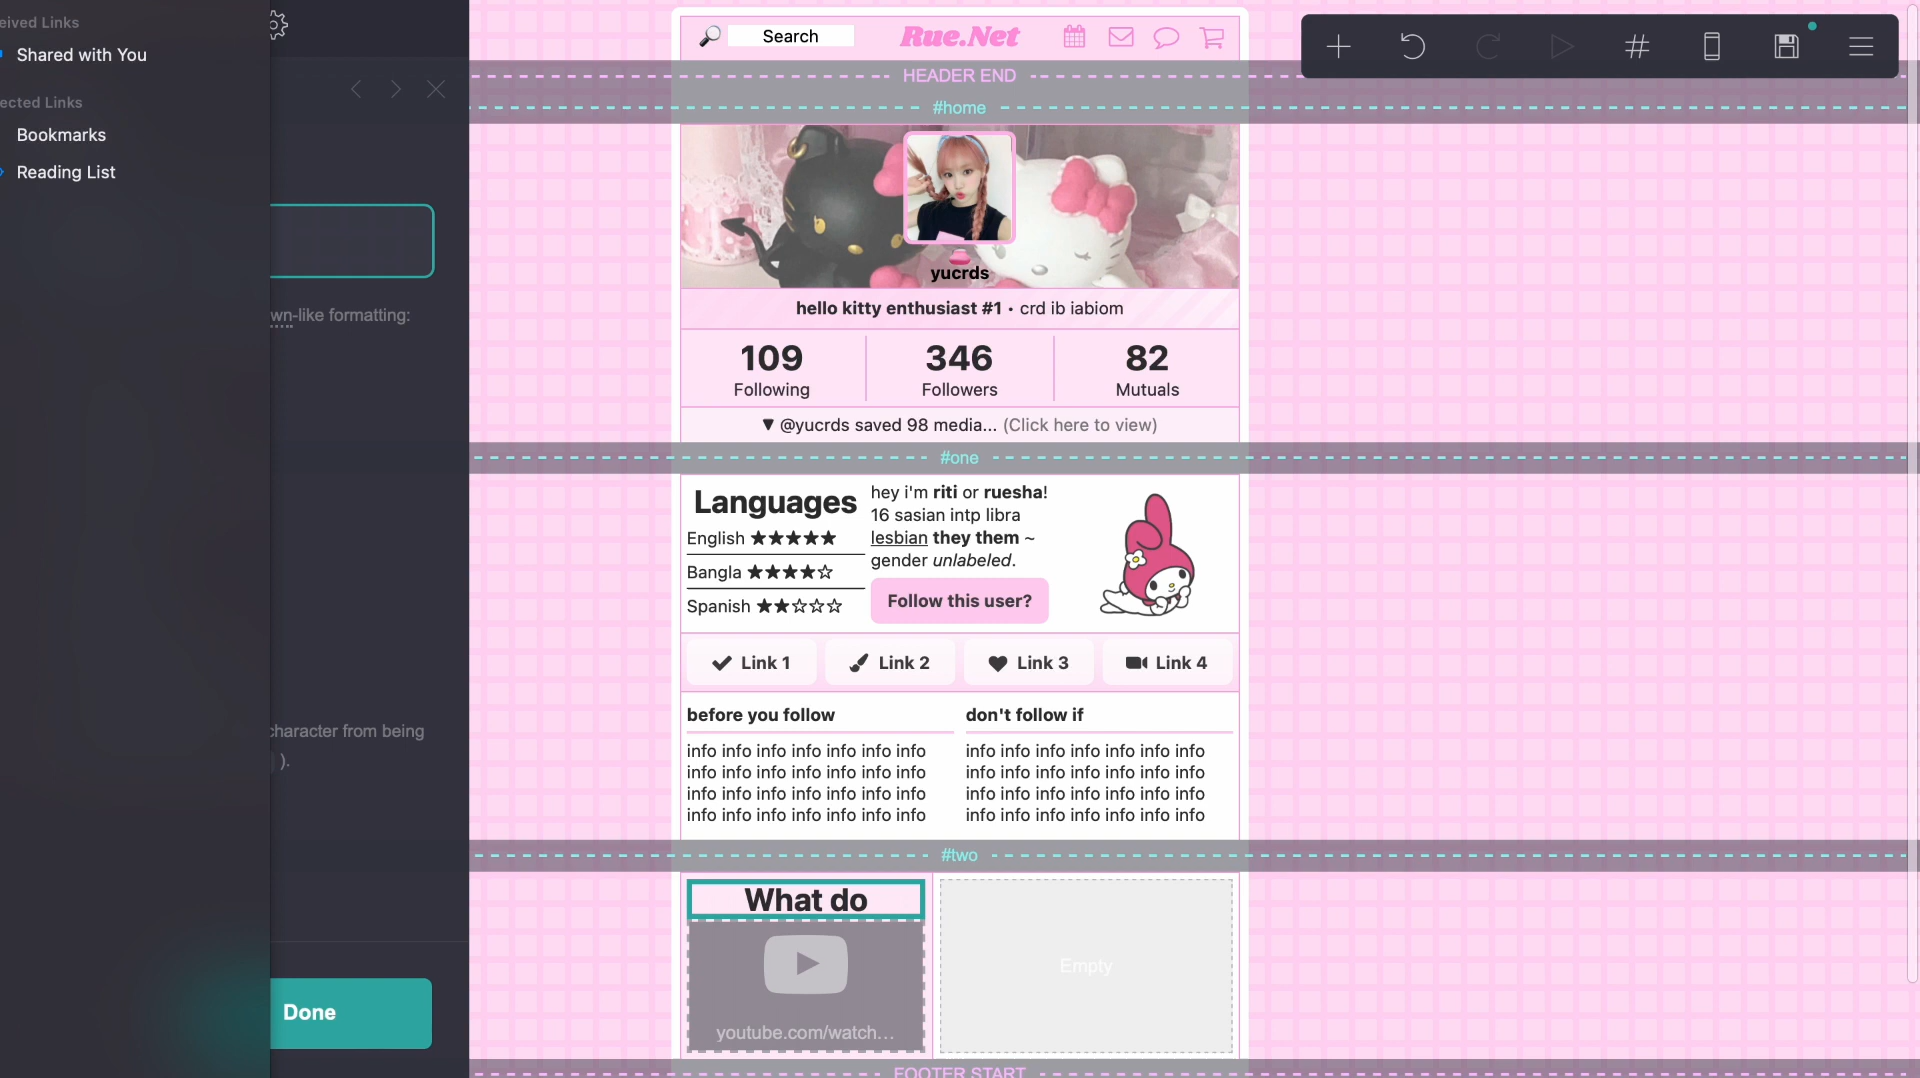 eived Links
Shared with You
ected Links
Bookmarks
Reading List
wn-like formatting:
character from being
).
Done
Search
Rue.Net
HEADER END
#home
yucrds
hello kitty enthusiast #1 • crd ib iabiom
109
Following
346
Followers
82
Mutuals
▼ @yucrds saved 98 media... (Click here to view)
#one
Languages
English ★★★★★
Bangla ★★★★☆
Spanish ★★☆☆☆
hey i'm riti or ruesha!
16 sasian intp libra
lesbian they them ~
gender unlabeled.
Follow this user?
Link 1
Link 2
Link 3
Link 4
before you follow
info info info info info info info
info info info info info info info
info info info info info info info
info info info info info info info
don't follow if
info info info info info info info
info info info info info info info
info info info info info info info
info info info info info info info
#two
What do
youtube.com/watch...
Empty
FOOTER START